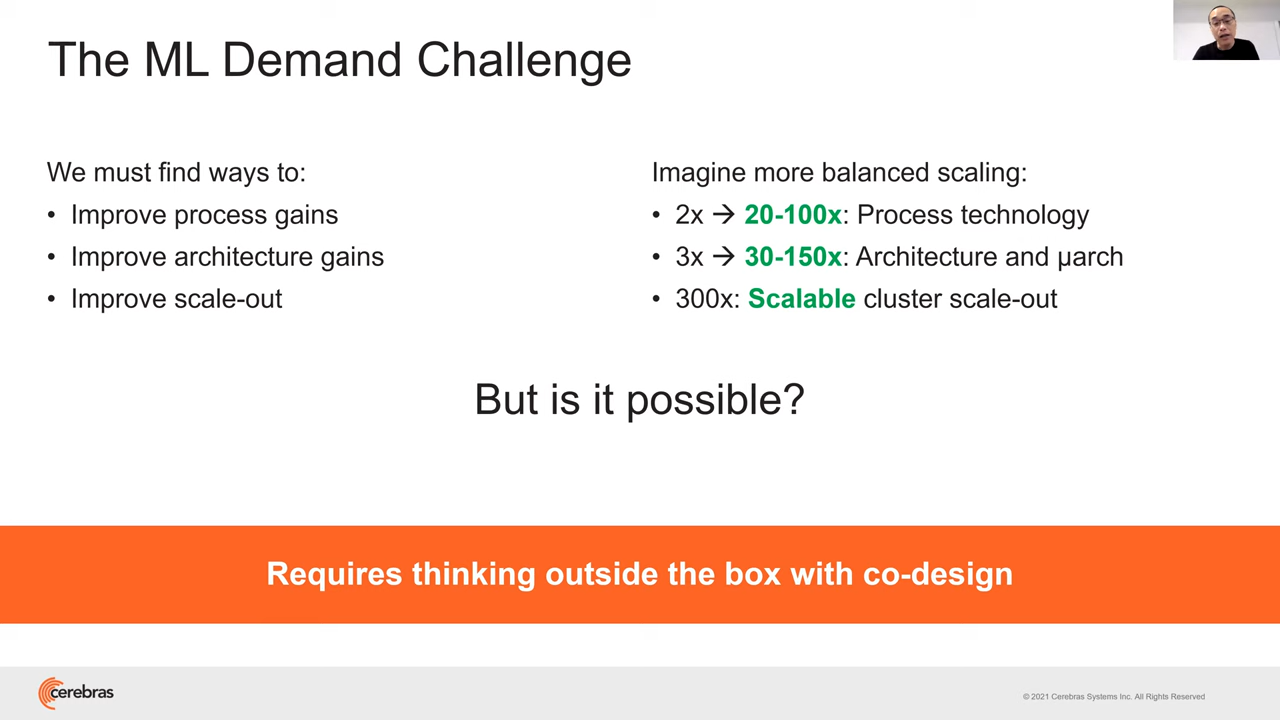 The ML Demand Challenge
We must find ways to:
• Improve process gains
• Improve architecture gains
• Improve scale-out
Imagine more balanced scaling:
• 2x → 20-100x: Process technology
• 3x → 30-150x: Architecture and µarch
• 300x: Scalable cluster scale-out
But is it possible?
Requires thinking outside the box with co-design
cerebras
© 2021 Cerebras Systems Inc. All Rights Reserved